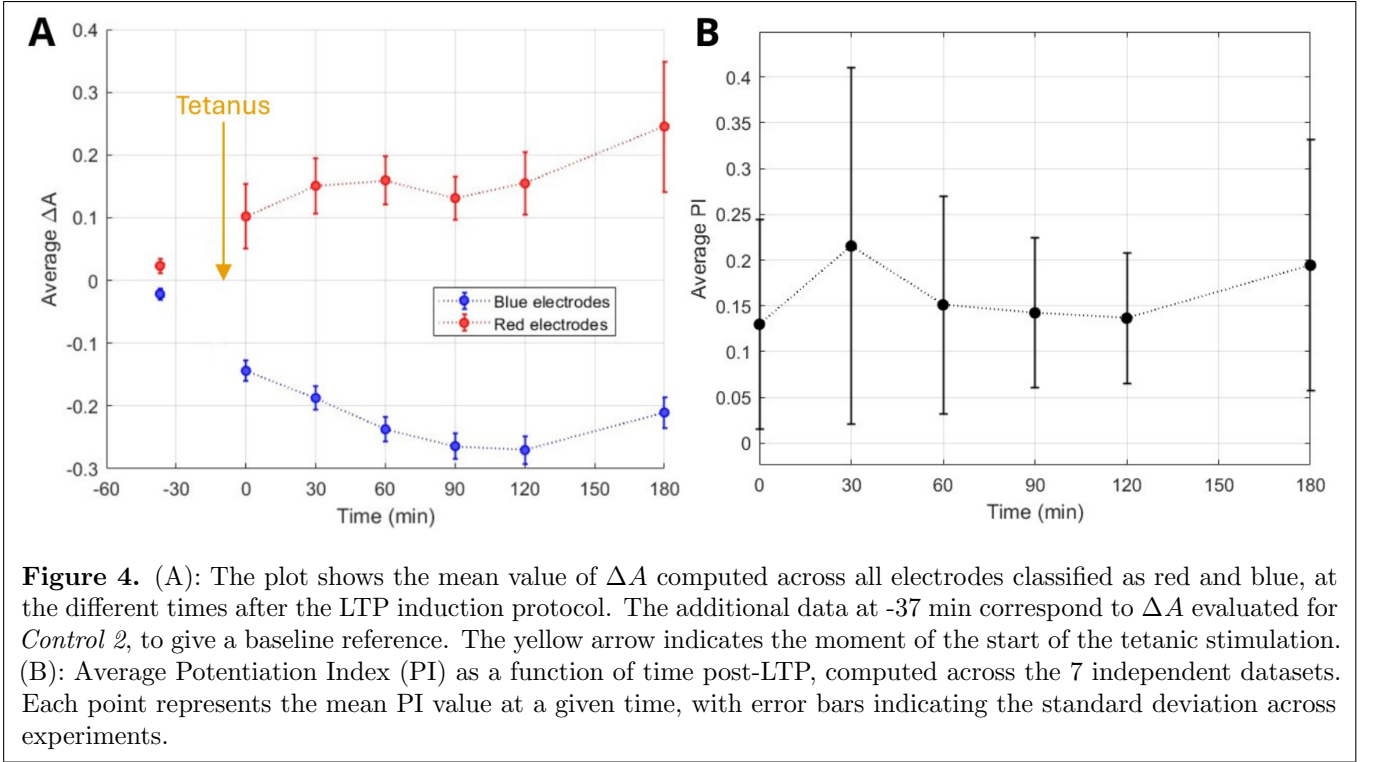 A
B
0.4
0.3
0.2
0.1
0
-0.1
-0.2
-0.3
Average ΔA
Tetanus
Blue electrodes
Red electrodes
-60 -30 0 30 60 90 120 150 180
Time (min)
0.4
0.35
0.3
0.25
0.2
0.15
0.1
0.05
0
Average PI
0 30 60 90 120 150 180
Time (min)
Figure 4. (A): The plot shows the mean value of ΔA computed across all electrodes classified as red and blue, at
the different times after the LTP induction protocol. The additional data at -37 min correspond to ΔA evaluated for
Control 2, to give a baseline reference. The yellow arrow indicates the moment of the start of the tetanic stimulation.
(B): Average Potentiation Index (PI) as a function of time post-LTP, computed across the 7 independent datasets.
Each point represents the mean PI value at a given time, with error bars indicating the standard deviation across
experiments.